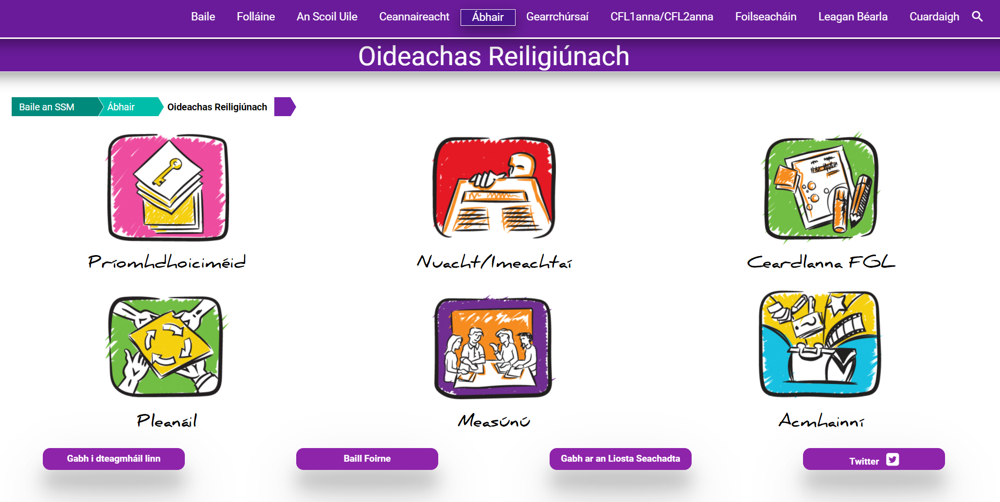 Baile Folláine An Scoil Uile Ceannaireacht Ábhair Gearrchúrsaí CFL1anna/CFL2anna Foilseacháin Leagan Béarla Cuardaigh
Oideachas Reiligiúnach
Baile an SSM Ábhair Oideachas Reiligiúnach
Príomhdhoiciméid Nuacht/Imeachtaí Ceardlanna FGL
Pleanáil Measúnú Acmhainní
Gabh i dteagmháil linn Baill Foirne Gabh ar an Liosta Seachadta Twitter